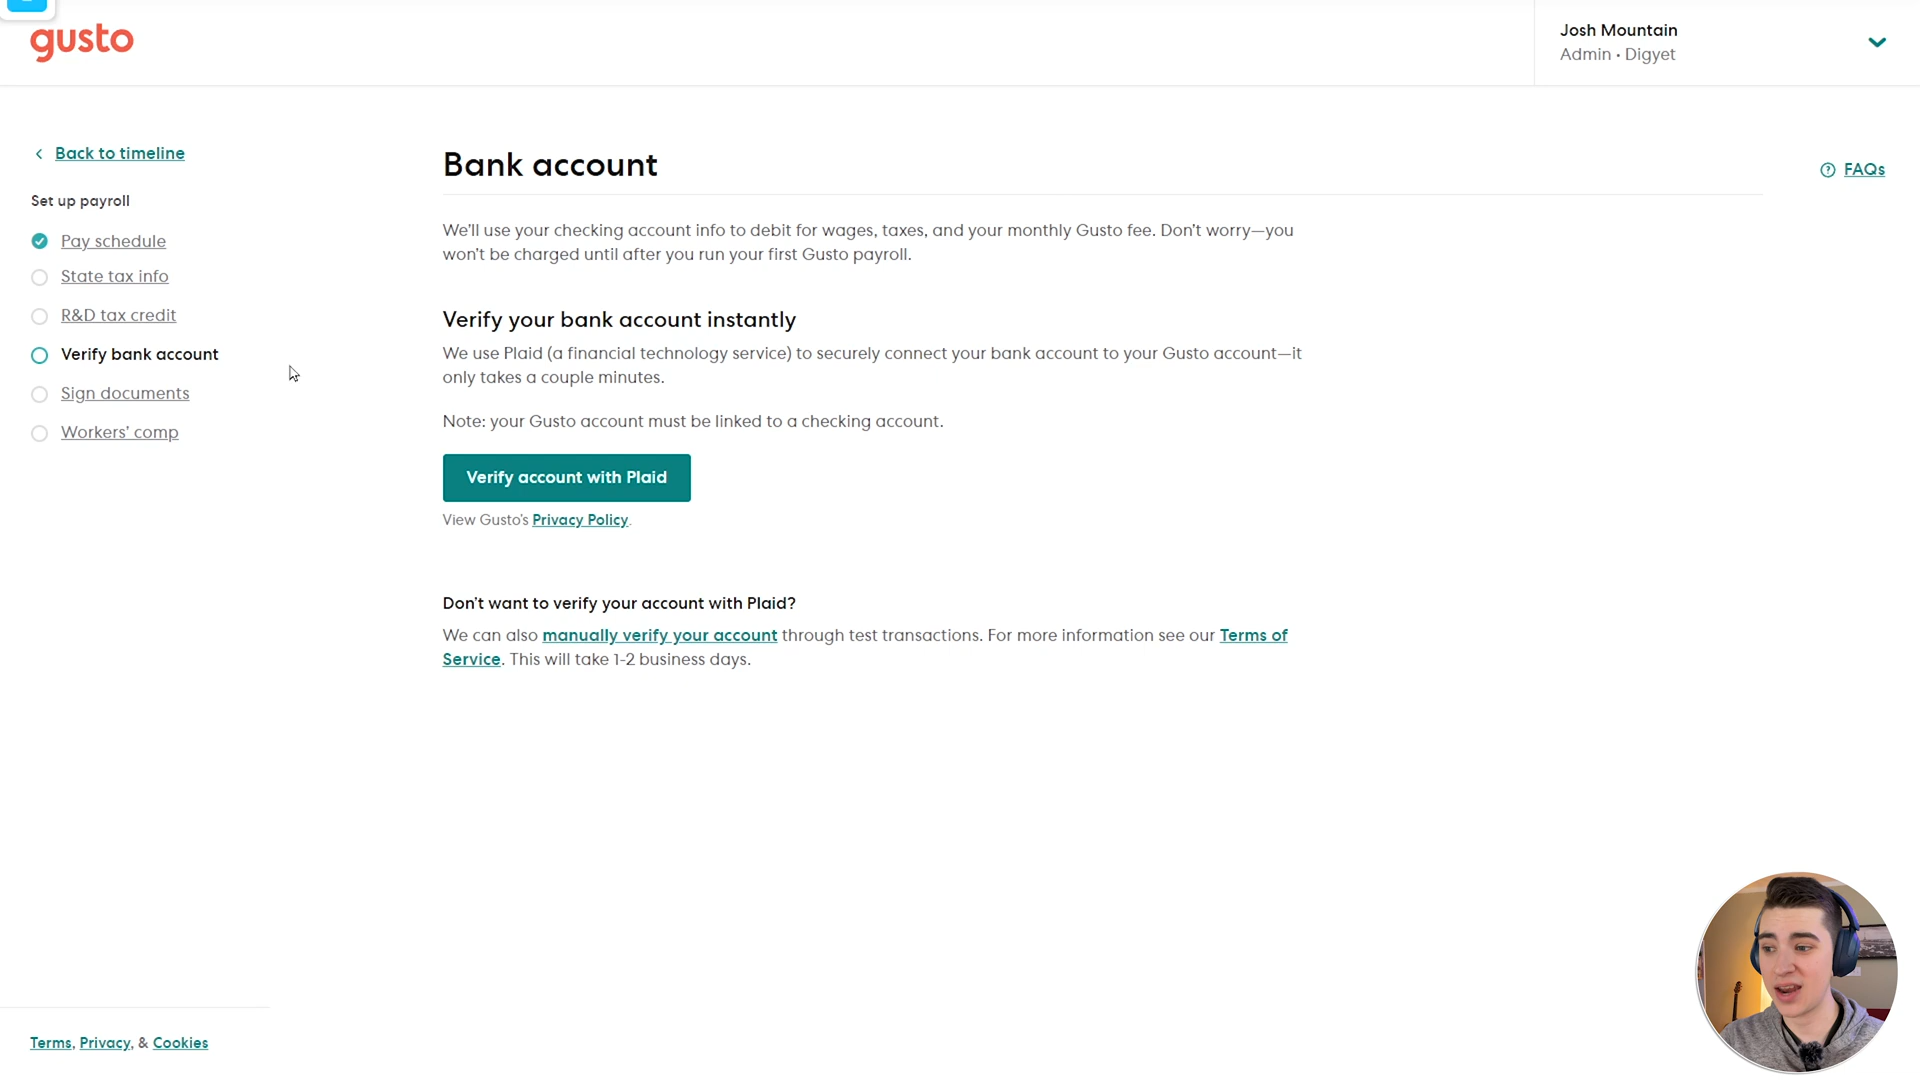 gusto
Josh Mountain
Admin • Digyet
Back to timeline
Set up payroll
Pay schedule
State tax info
R&D tax credit
Verify bank account
Sign documents
Workers’ comp
Bank account
FAQs
We’ll use your checking account info to debit for wages, taxes, and your monthly Gusto fee. Don’t worry—you
won’t be charged until after you run your first Gusto payroll.
Verify your bank account instantly
We use Plaid (a financial technology service) to securely connect your bank account to your Gusto account—it
only takes a couple minutes.
Note: your Gusto account must be linked to a checking account.
Verify account with Plaid
View Gusto’s Privacy Policy.
Don’t want to verify your account with Plaid?
We can also manually verify your account through test transactions. For more information see our Terms of
Service. This will take 1-2 business days.
Terms, Privacy, & Cookies